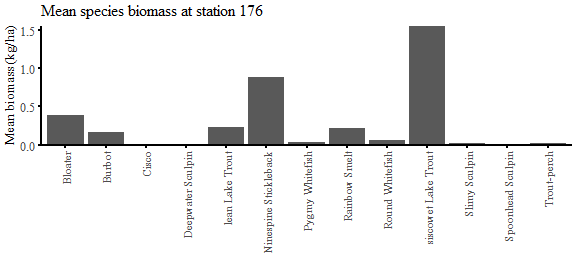 Mean species biomass at station 176
Mean biomass (kg/ha)
1.5
1.0
0.5
0.0
Bloater
Burbot
Cisco
Deepwater Sculpin
lean Lake Trout
Ninespine Stickleback
Pygmy Whitefish
Rainbow Smelt
Round Whitefish
siscowet Lake Trout
Slimy Sculpin
Spoonhead Sculpin
Trout-perch